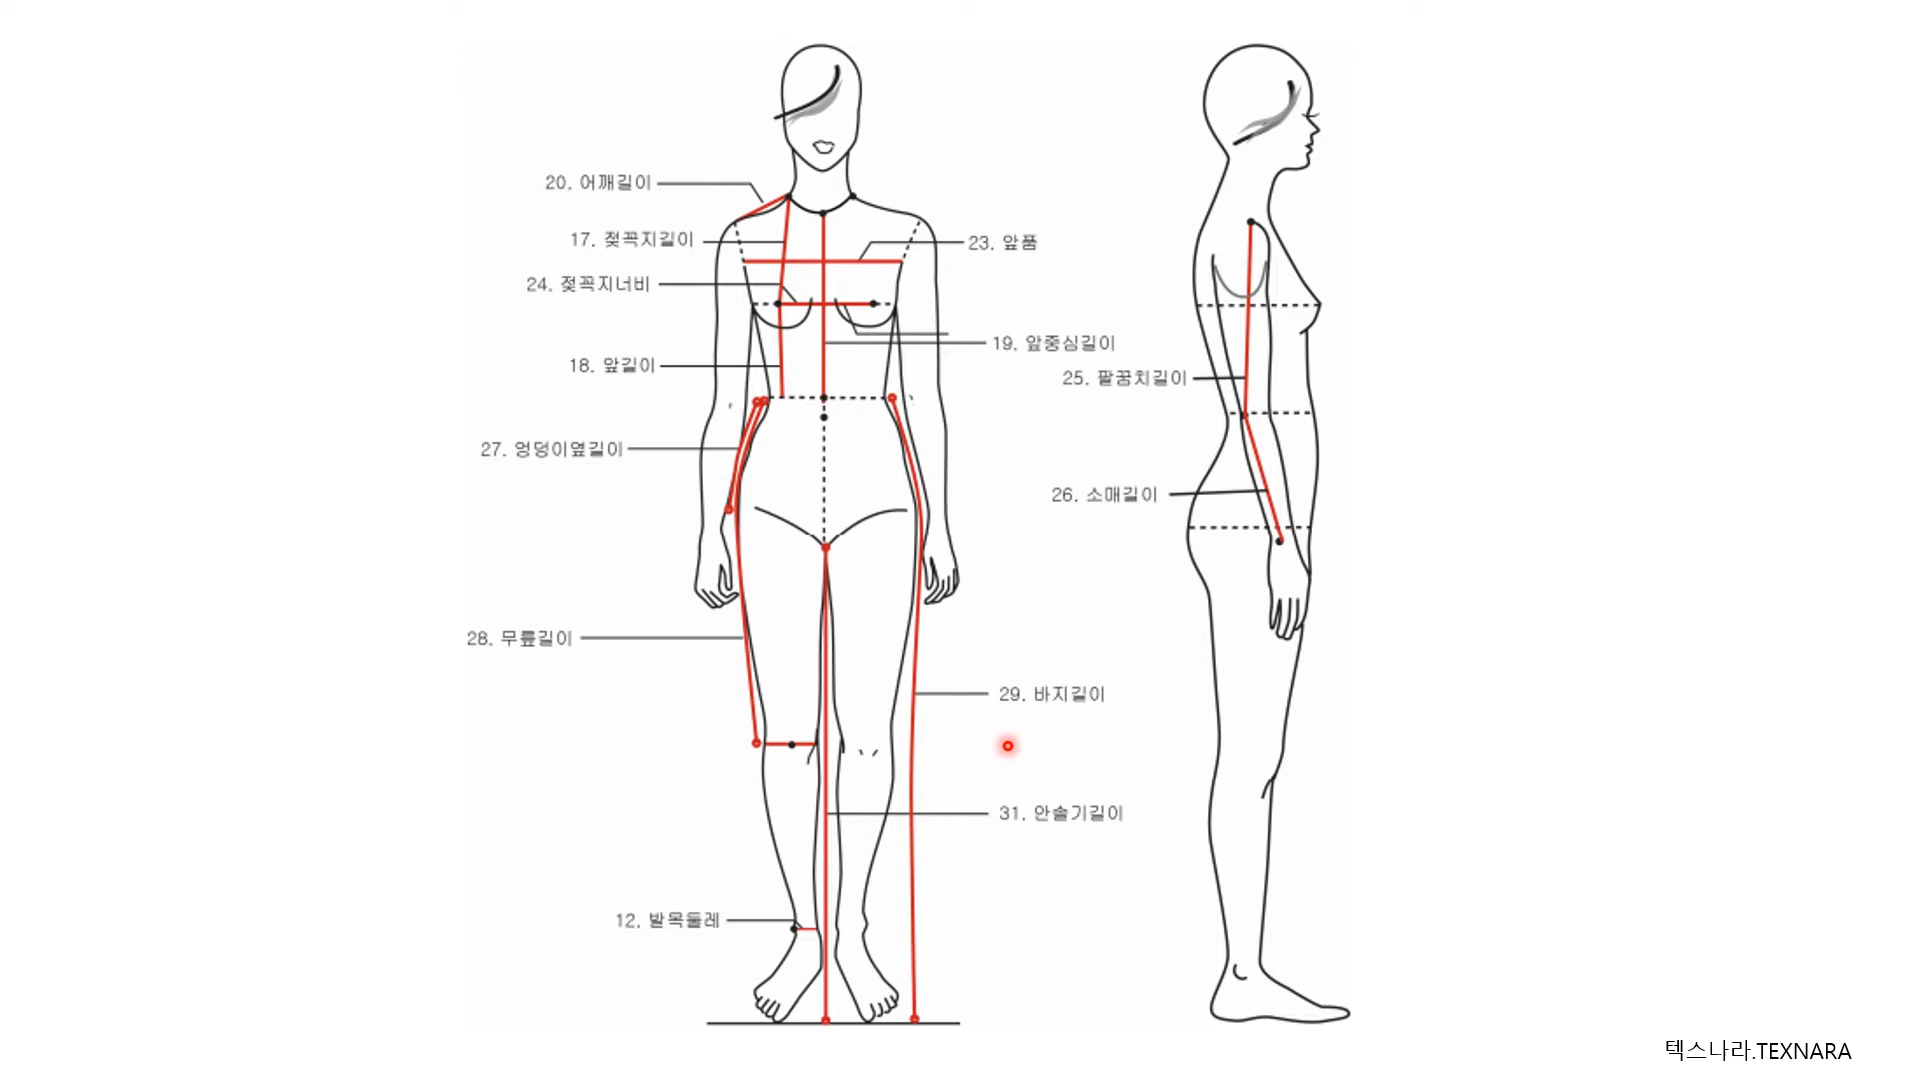 20. 어깨길이
17. 젖꼭지길이
23. 앞품
24. 젖꼭지너비
19. 앞중심길이
18. 앞길이
25. 팔꿈치길이
27. 엉덩이옆길이
26. 소매길이
28. 무릎길이
29. 바지길이
31. 안솔기길이
12. 발목둘레
텍스나라.TEXNARA